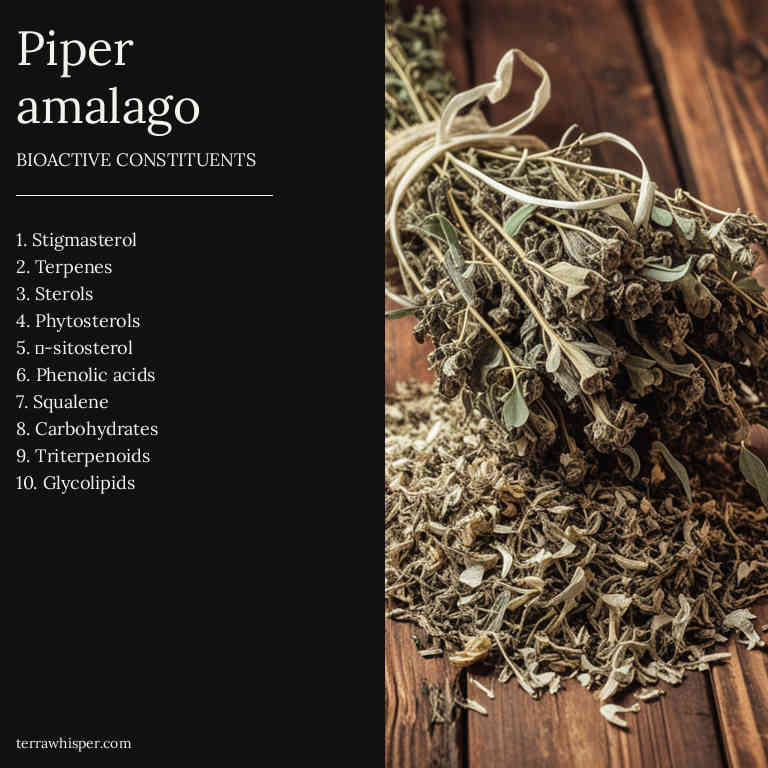 Piper
amalago
BIOACTIVE CONSTITUENTS
1. Stigmasterol
2. Terpenes
3. Sterols
4. Phytosterols
5. □-sitosterol
6. Phenolic acids
7. Squalene
8. Carbohydrates
9. Triterpenoids
10. Glycolipids
terrawhisper.com